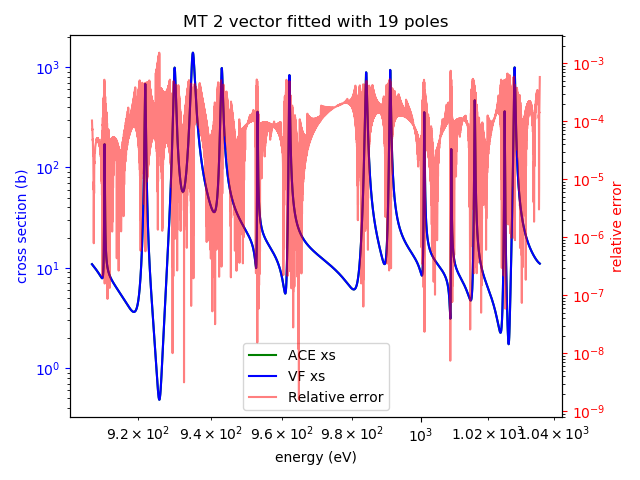 MT 2 vector fitted with 19 poles
cross section (b)
10³
10²
10¹
10⁰
10⁻³
10⁻⁴
10⁻⁵
10⁻⁶
10⁻⁷
10⁻⁸
10⁻⁹
relative error
ACE xs
VF xs
Relative error
9.2 × 10² 9.4 × 10² 9.6 × 10² 9.8 × 10² 10³ 1.02 × 10³ 1.04 × 10³
energy (eV)